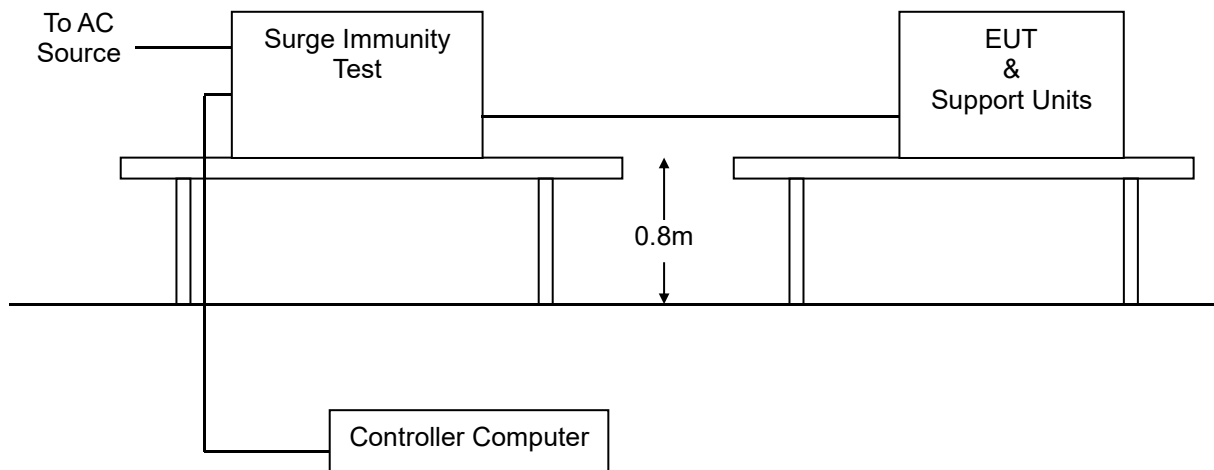 To AC
Source
Surge Immunity
Test
EUT
&
Support Units
0.8m
Controller Computer